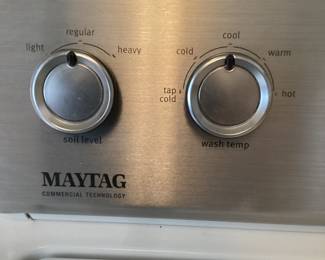 light
regular
heavy
soil level
tap
cold
cold
cool
warm
hot
wash temp
MAYTAG
COMMERCIAL TECHNOLOGY